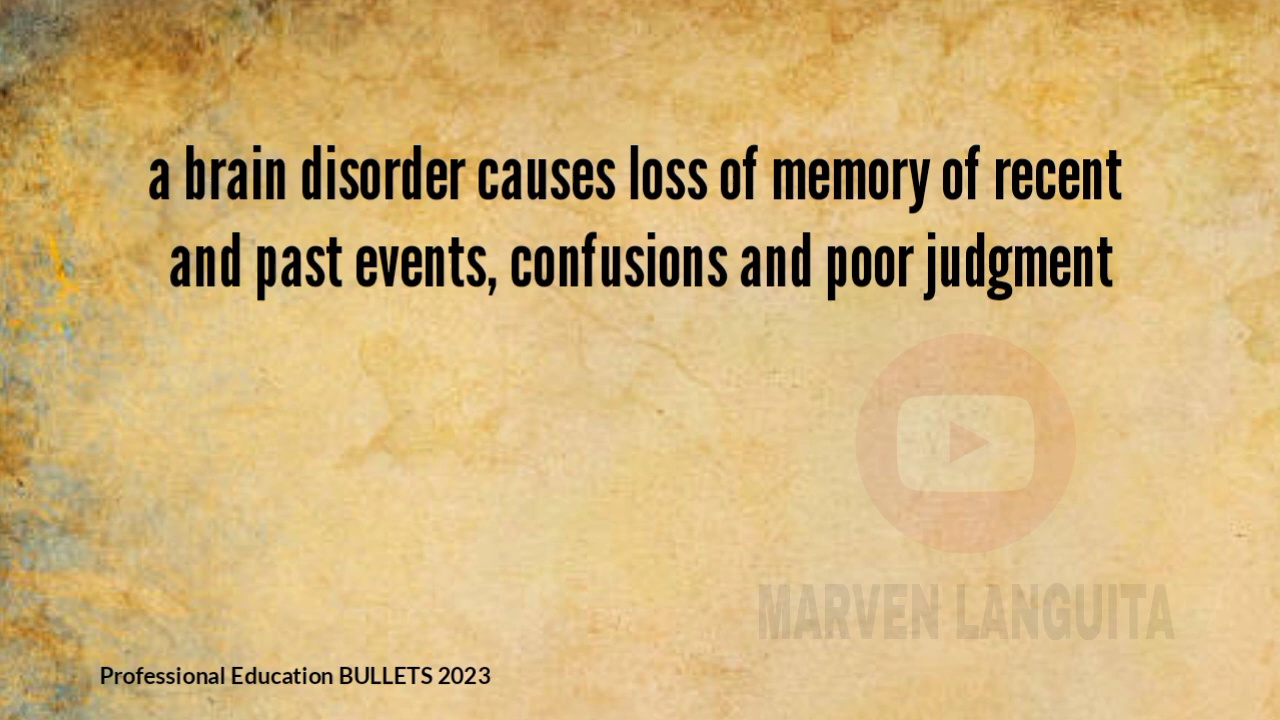 a brain disorder causes loss of memory of recent
and past events, confusions and poor judgment
MARVEN LANGUITA
Professional Education BULLETS 2023